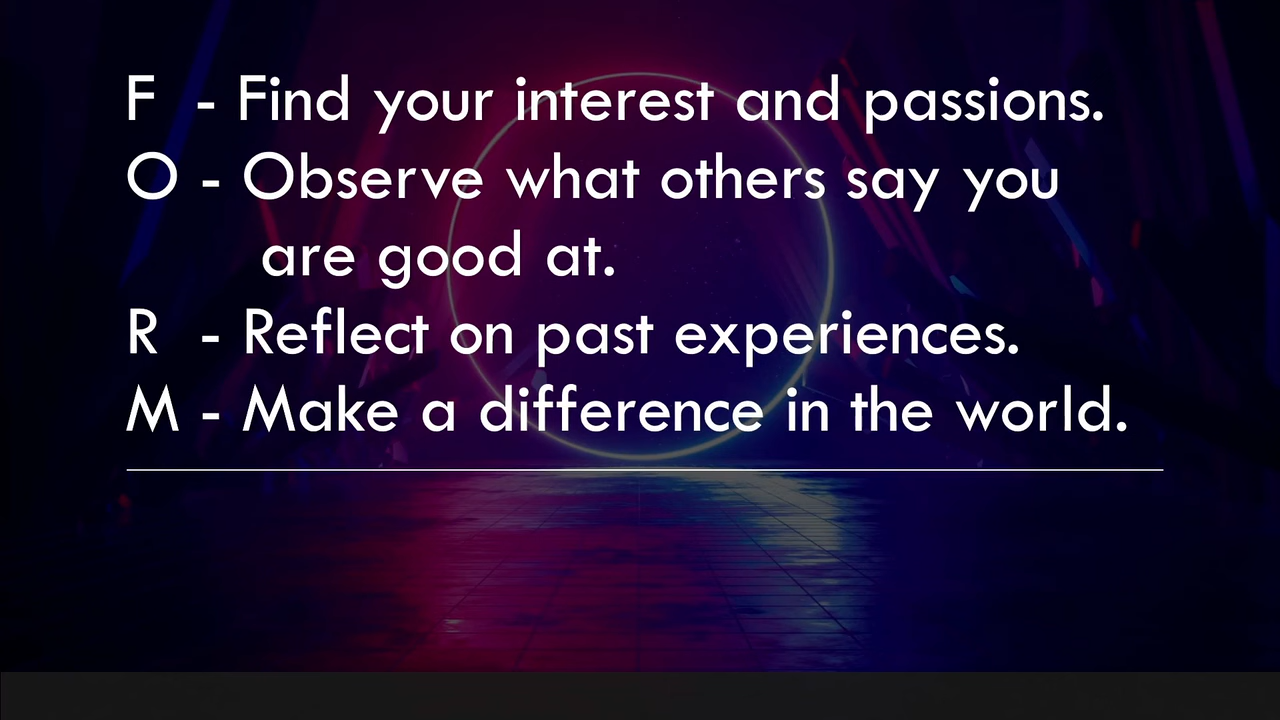 F - Find your interest and passions.
O - Observe what others say you
are good at.
R - Reflect on past experiences.
M - Make a difference in the world.